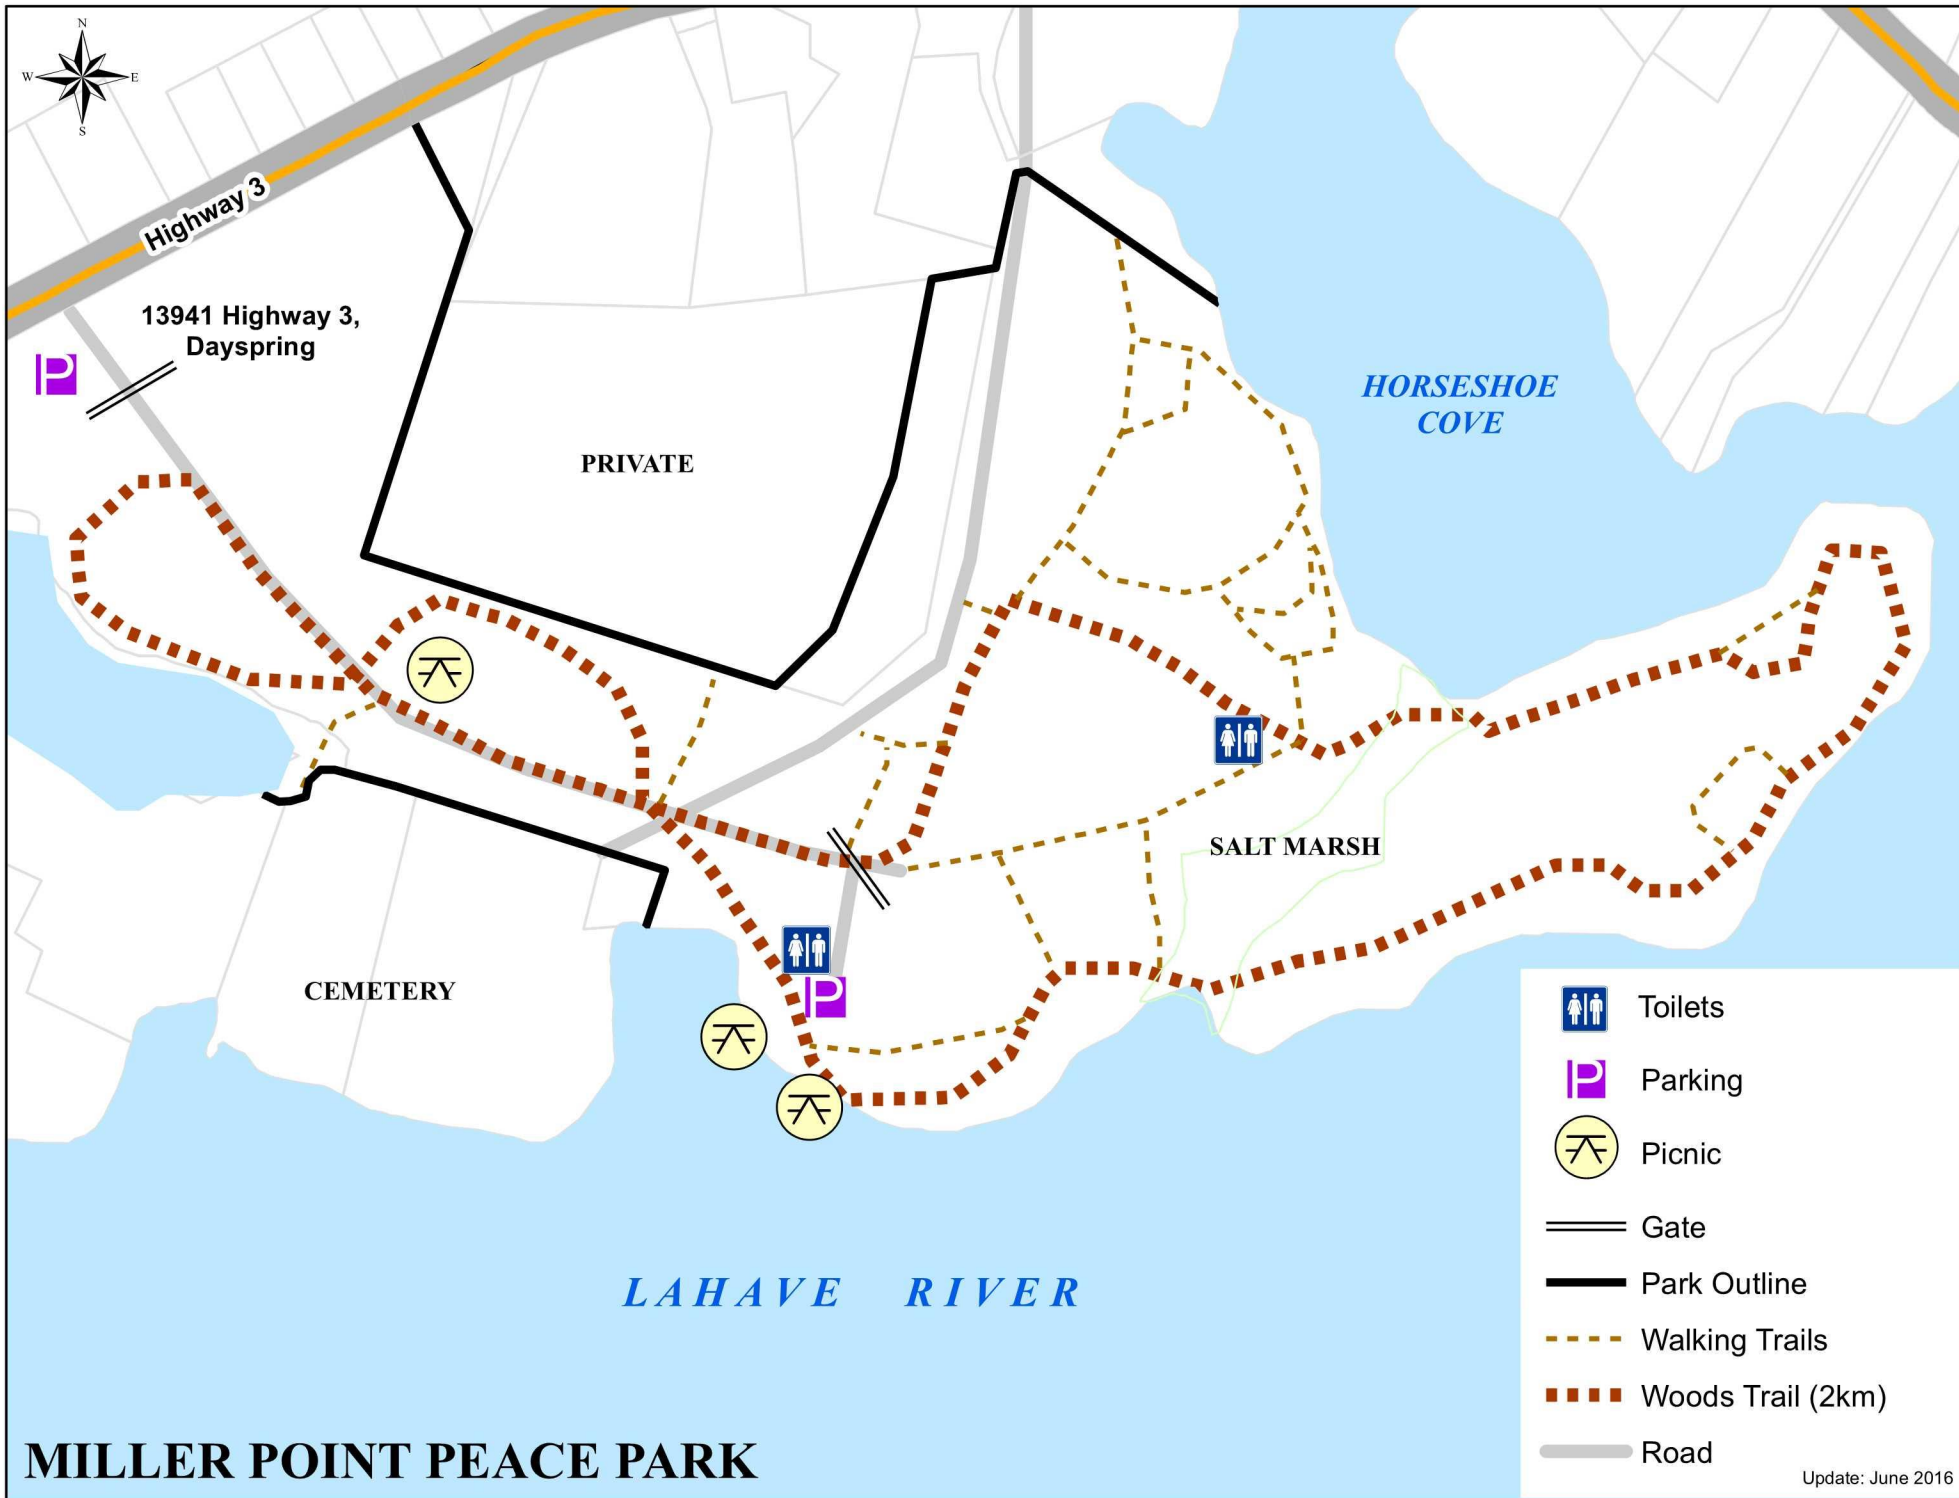 N
W E
S
Highway 3
13941 Highway 3,
Dayspring
P
PRIVATE
HORSESHOE
COVE
SALT MARSH
CEMETERY
P
LAHAVE RIVER
Toilets
P Parking
Picnic
Gate
Park Outline
Walking Trails
Woods Trail (2km)
Road
MILLER POINT PEACE PARK
Update: June 2016